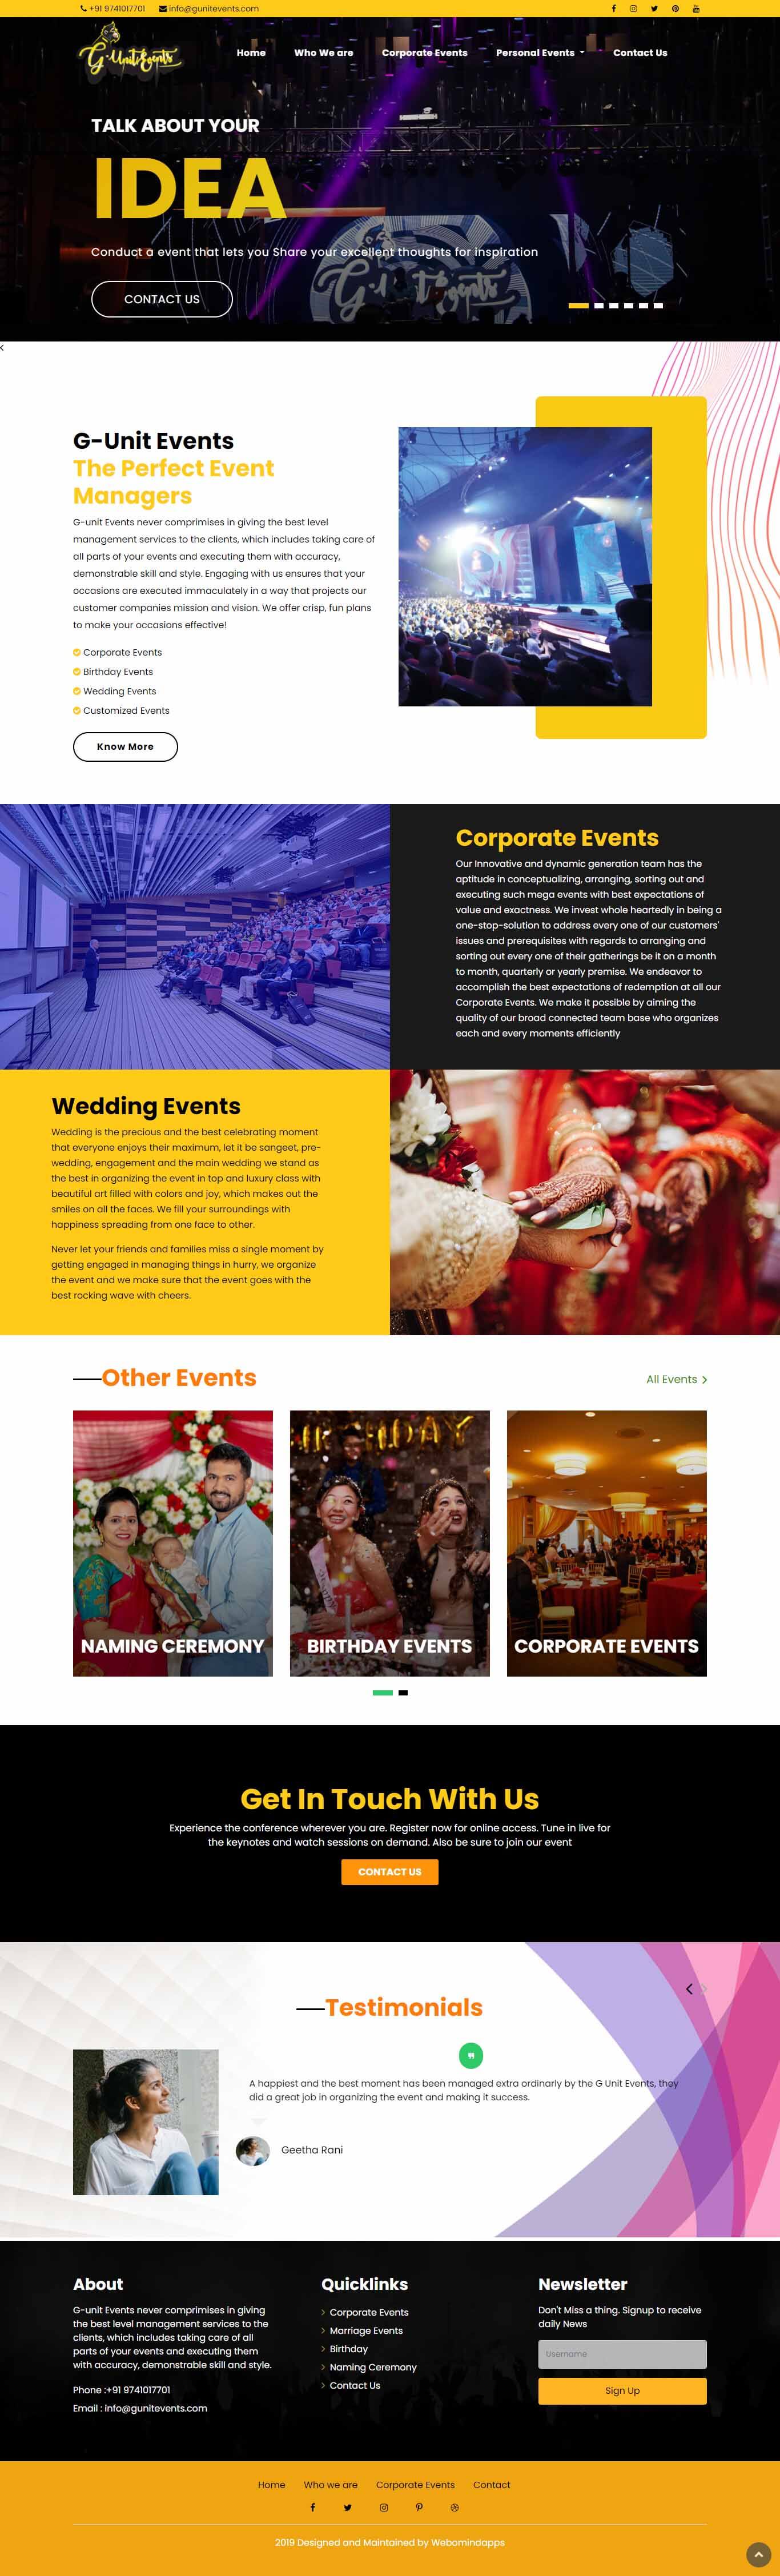 +91 9741017701 info@gunitevents.com
G-Unit Events
Home Who We are Corporate Events Personal Events Contact Us
TALK ABOUT YOUR
IDEA
Conduct a event that lets you Share your excellent thoughts for inspiration
G-Unit Events
CONTACT US
<
G-Unit Events
The Perfect Event
Managers
G-unit Events never comprimises in giving the best level
management services to the clients, which includes taking care of
all parts of your events and executing them with accuracy,
demonstrable skill and style. Engaging with us ensures that your
occasions are executed immaculately in a way that projects our
customer companies mission and vision. We offer crisp, fun plans
to make your occasions effective!
Corporate Events
Birthday Events
Wedding Events
Customized Events
Know More
Corporate Events
Our Innovative and dynamic generation team has the
aptitude in conceptualizing, arranging, sorting out and
executing such mega events with best expectations of
value and exactness. We invest whole heartedly in being a
one-stop-solution to address every one of our customers'
issues and prerequisites with regards to arranging and
sorting out every one of their gatherings be it on a month
to month, quarterly or yearly premise. We endeavor to
accomplish the best expectations of redemption at all our
Corporate Events. We make it possible by aiming the
quality of our broad connected team base who organizes
each and every moments efficiently
Wedding Events
Wedding is the precious and the best celebrating moment
that everyone enjoys their maximum, let it be sangeet, pre-
wedding, engagement and the main wedding we stand as
the best in organizing the event in top and luxury class with
beautiful art filled with colors and joy, which makes out the
smiles on all the faces. We fill your surroundings with
happiness spreading from one face to other.
Never let your friends and families miss a single moment by
getting engaged in managing things in hurry, we organize
the event and we make sure that the event goes with the
best rocking wave with cheers.
Other Events
All Events >
NAMING CEREMONY
BIRTHDAY EVENTS
CORPORATE EVENTS
Get In Touch With Us
Experience the conference wherever you are. Register now for online access. Tune in live for
the keynotes and watch sessions on demand. Also be sure to join our event
CONTACT US
Testimonials
A happiest and the best moment has been managed extra ordinarly by the G Unit Events, they
did a great job in organizing the event and making it success.
Geetha Rani
About
G-unit Events never comprimises in giving
the best level management services to the
clients, which includes taking care of all
parts of your events and executing them
with accuracy, demonstrable skill and style.
Phone :+91 9741017701
Email : info@gunitevents.com
Quicklinks
Corporate Events
Marriage Events
Birthday
Naming Ceremony
Contact Us
Newsletter
Don't Miss a thing. Signup to receive
daily News
Username
Sign Up
Home Who we are Corporate Events Contact
2019 Designed and Maintained by Webomindapps